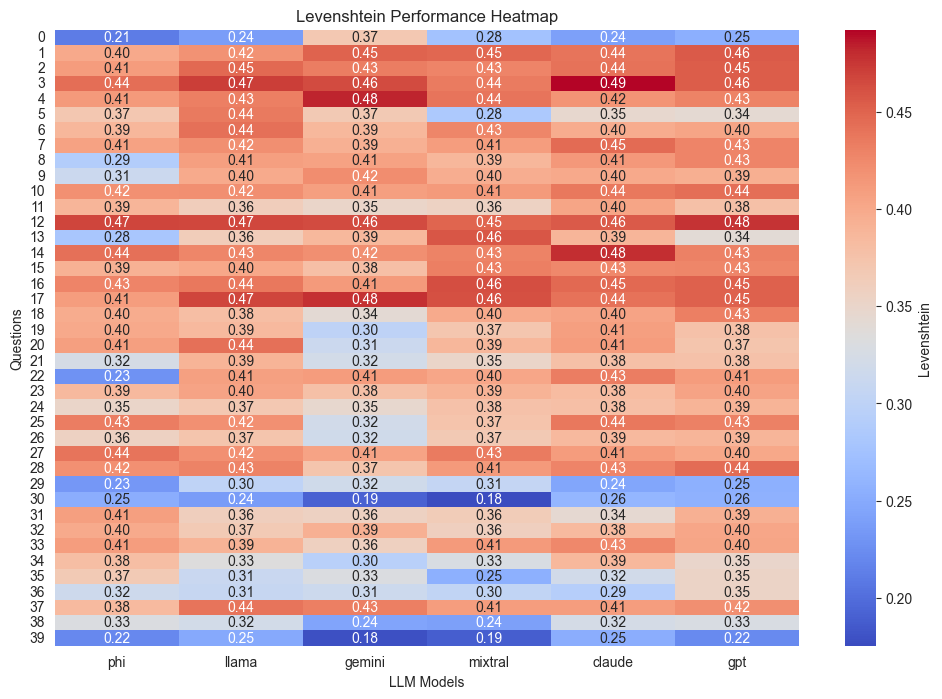 Levenshtein Performance Heatmap
0 0.21 0.24 0.37 0.28 0.24 0.25
1 0.40 0.42 0.45 0.45 0.44 0.46
2 0.41 0.45 0.43 0.43 0.44 0.45
3 0.44 0.47 0.46 0.44 0.49 0.46
4 0.41 0.43 0.48 0.44 0.42 0.43
5 0.37 0.44 0.37 0.28 0.35 0.34
6 0.39 0.44 0.39 0.43 0.40 0.40
7 0.41 0.42 0.39 0.41 0.45 0.43
8 0.29 0.41 0.41 0.39 0.41 0.43
9 0.31 0.40 0.42 0.40 0.40 0.39
10 0.42 0.42 0.41 0.41 0.44 0.44
11 0.39 0.36 0.35 0.36 0.40 0.38
12 0.47 0.47 0.46 0.45 0.46 0.48
13 0.28 0.36 0.39 0.46 0.39 0.34
14 0.44 0.43 0.42 0.43 0.48 0.43
15 0.39 0.40 0.38 0.43 0.43 0.43
16 0.43 0.44 0.41 0.46 0.45 0.45
17 0.41 0.47 0.48 0.46 0.44 0.45
18 0.40 0.38 0.34 0.40 0.40 0.43
19 0.40 0.39 0.30 0.37 0.41 0.38
20 0.41 0.44 0.31 0.39 0.41 0.37
21 0.32 0.39 0.32 0.35 0.38 0.38
22 0.23 0.41 0.41 0.40 0.43 0.41
23 0.39 0.40 0.38 0.39 0.38 0.40
24 0.35 0.37 0.35 0.38 0.38 0.39
25 0.43 0.42 0.32 0.37 0.44 0.43
26 0.36 0.37 0.32 0.37 0.39 0.39
27 0.44 0.42 0.41 0.43 0.41 0.40
28 0.42 0.43 0.37 0.41 0.43 0.44
29 0.23 0.30 0.32 0.31 0.24 0.25
30 0.25 0.24 0.19 0.18 0.26 0.26
31 0.41 0.36 0.36 0.36 0.34 0.39
32 0.40 0.37 0.39 0.36 0.38 0.40
33 0.41 0.39 0.36 0.41 0.43 0.40
34 0.38 0.33 0.30 0.33 0.39 0.35
35 0.37 0.31 0.33 0.25 0.32 0.35
36 0.32 0.31 0.31 0.30 0.29 0.35
37 0.38 0.44 0.43 0.41 0.41 0.42
38 0.33 0.32 0.24 0.24 0.32 0.33
39 0.22 0.25 0.18 0.19 0.25 0.22
phi llama gemini mixtral claude gpt
LLM Models
Questions
0.45
0.40
0.35
0.30
0.25
0.20
Levenshtein